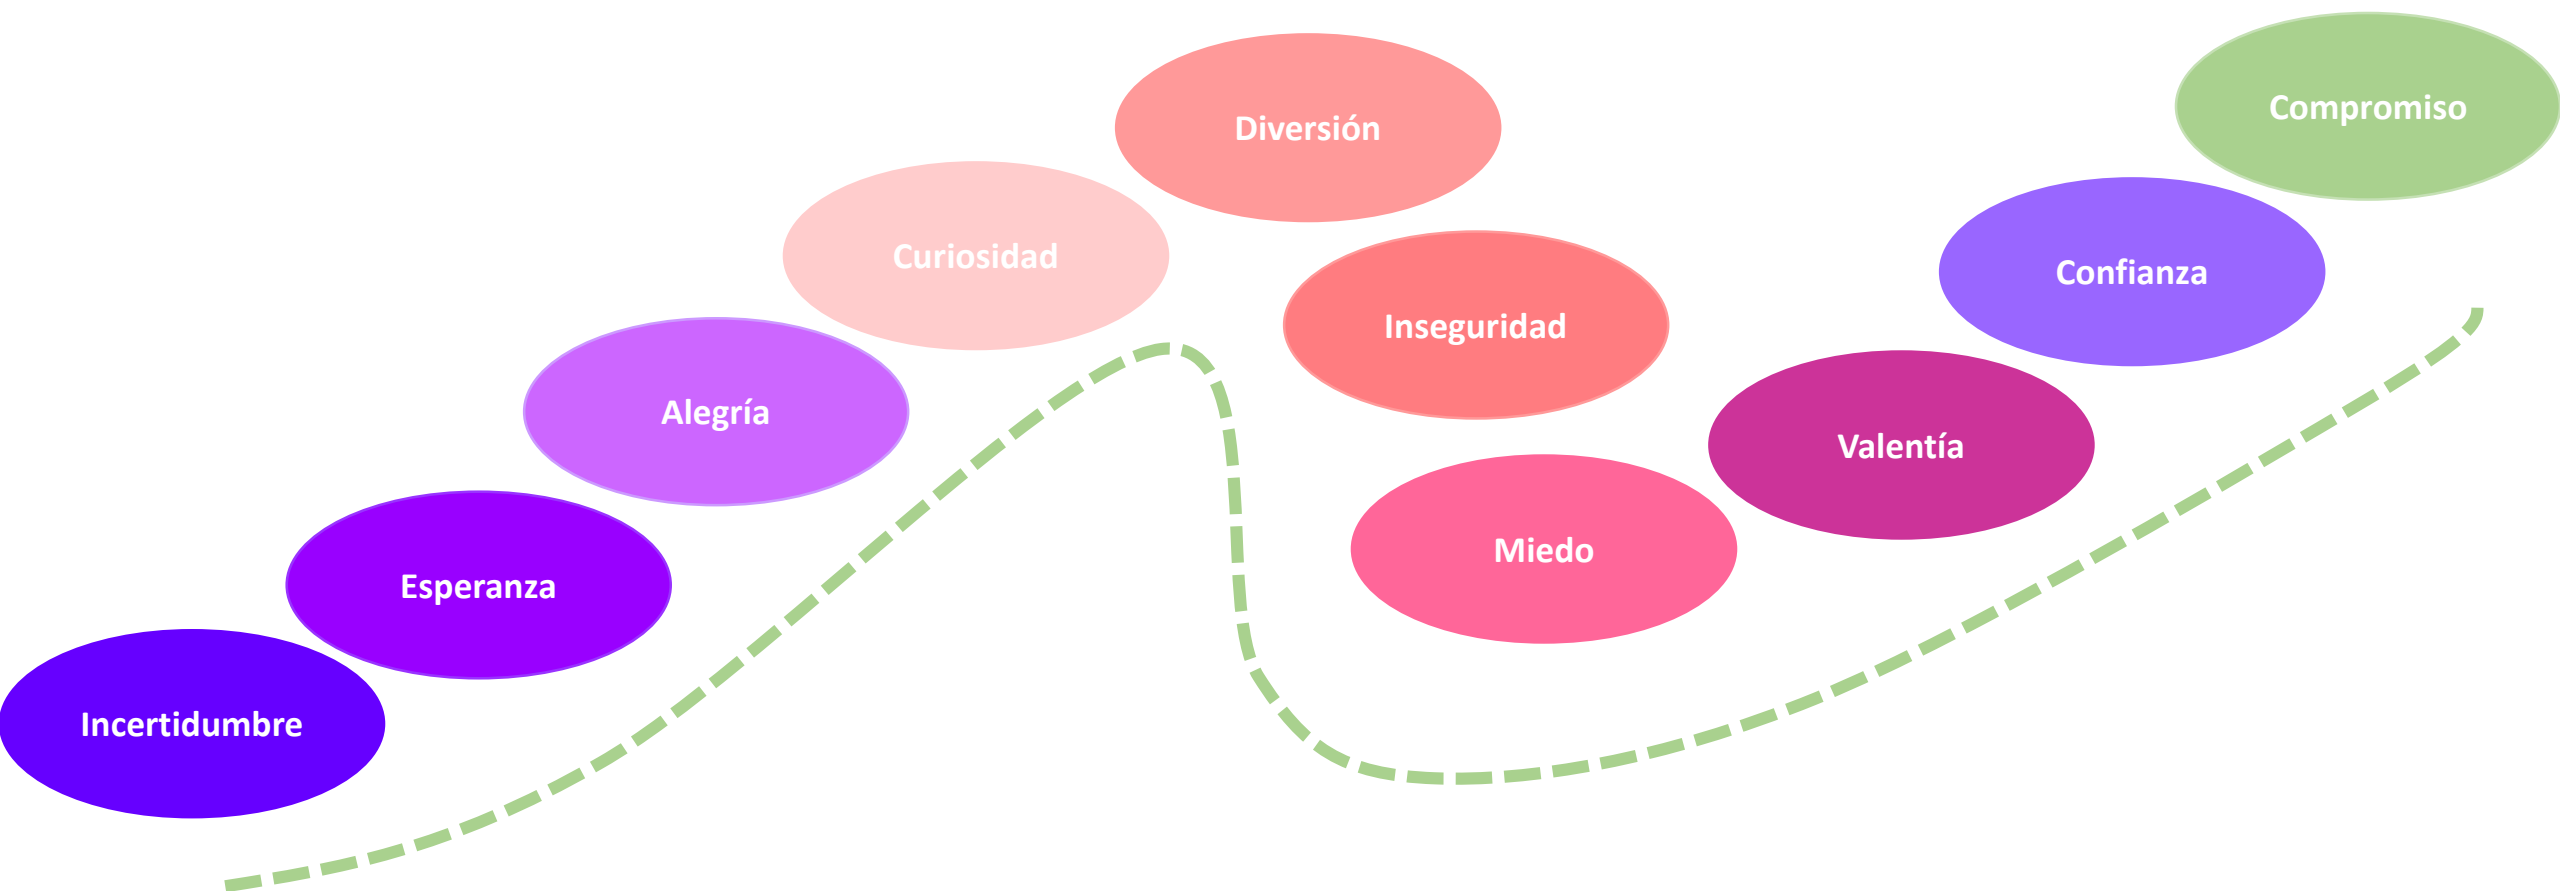 Incertidumbre
Esperanza
Alegría
Curiosidad
Diversión
Inseguridad
Miedo
Valentía
Confianza
Compromiso